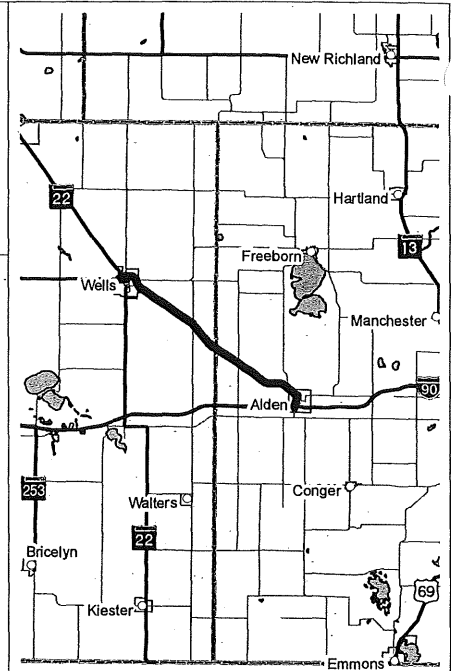 New Richland
22
Hartland
13
Freeborn
Wells
Manchester
90
Alden
253
Conger
Walters
22
Bricelyn
69
Kiester
Emmons